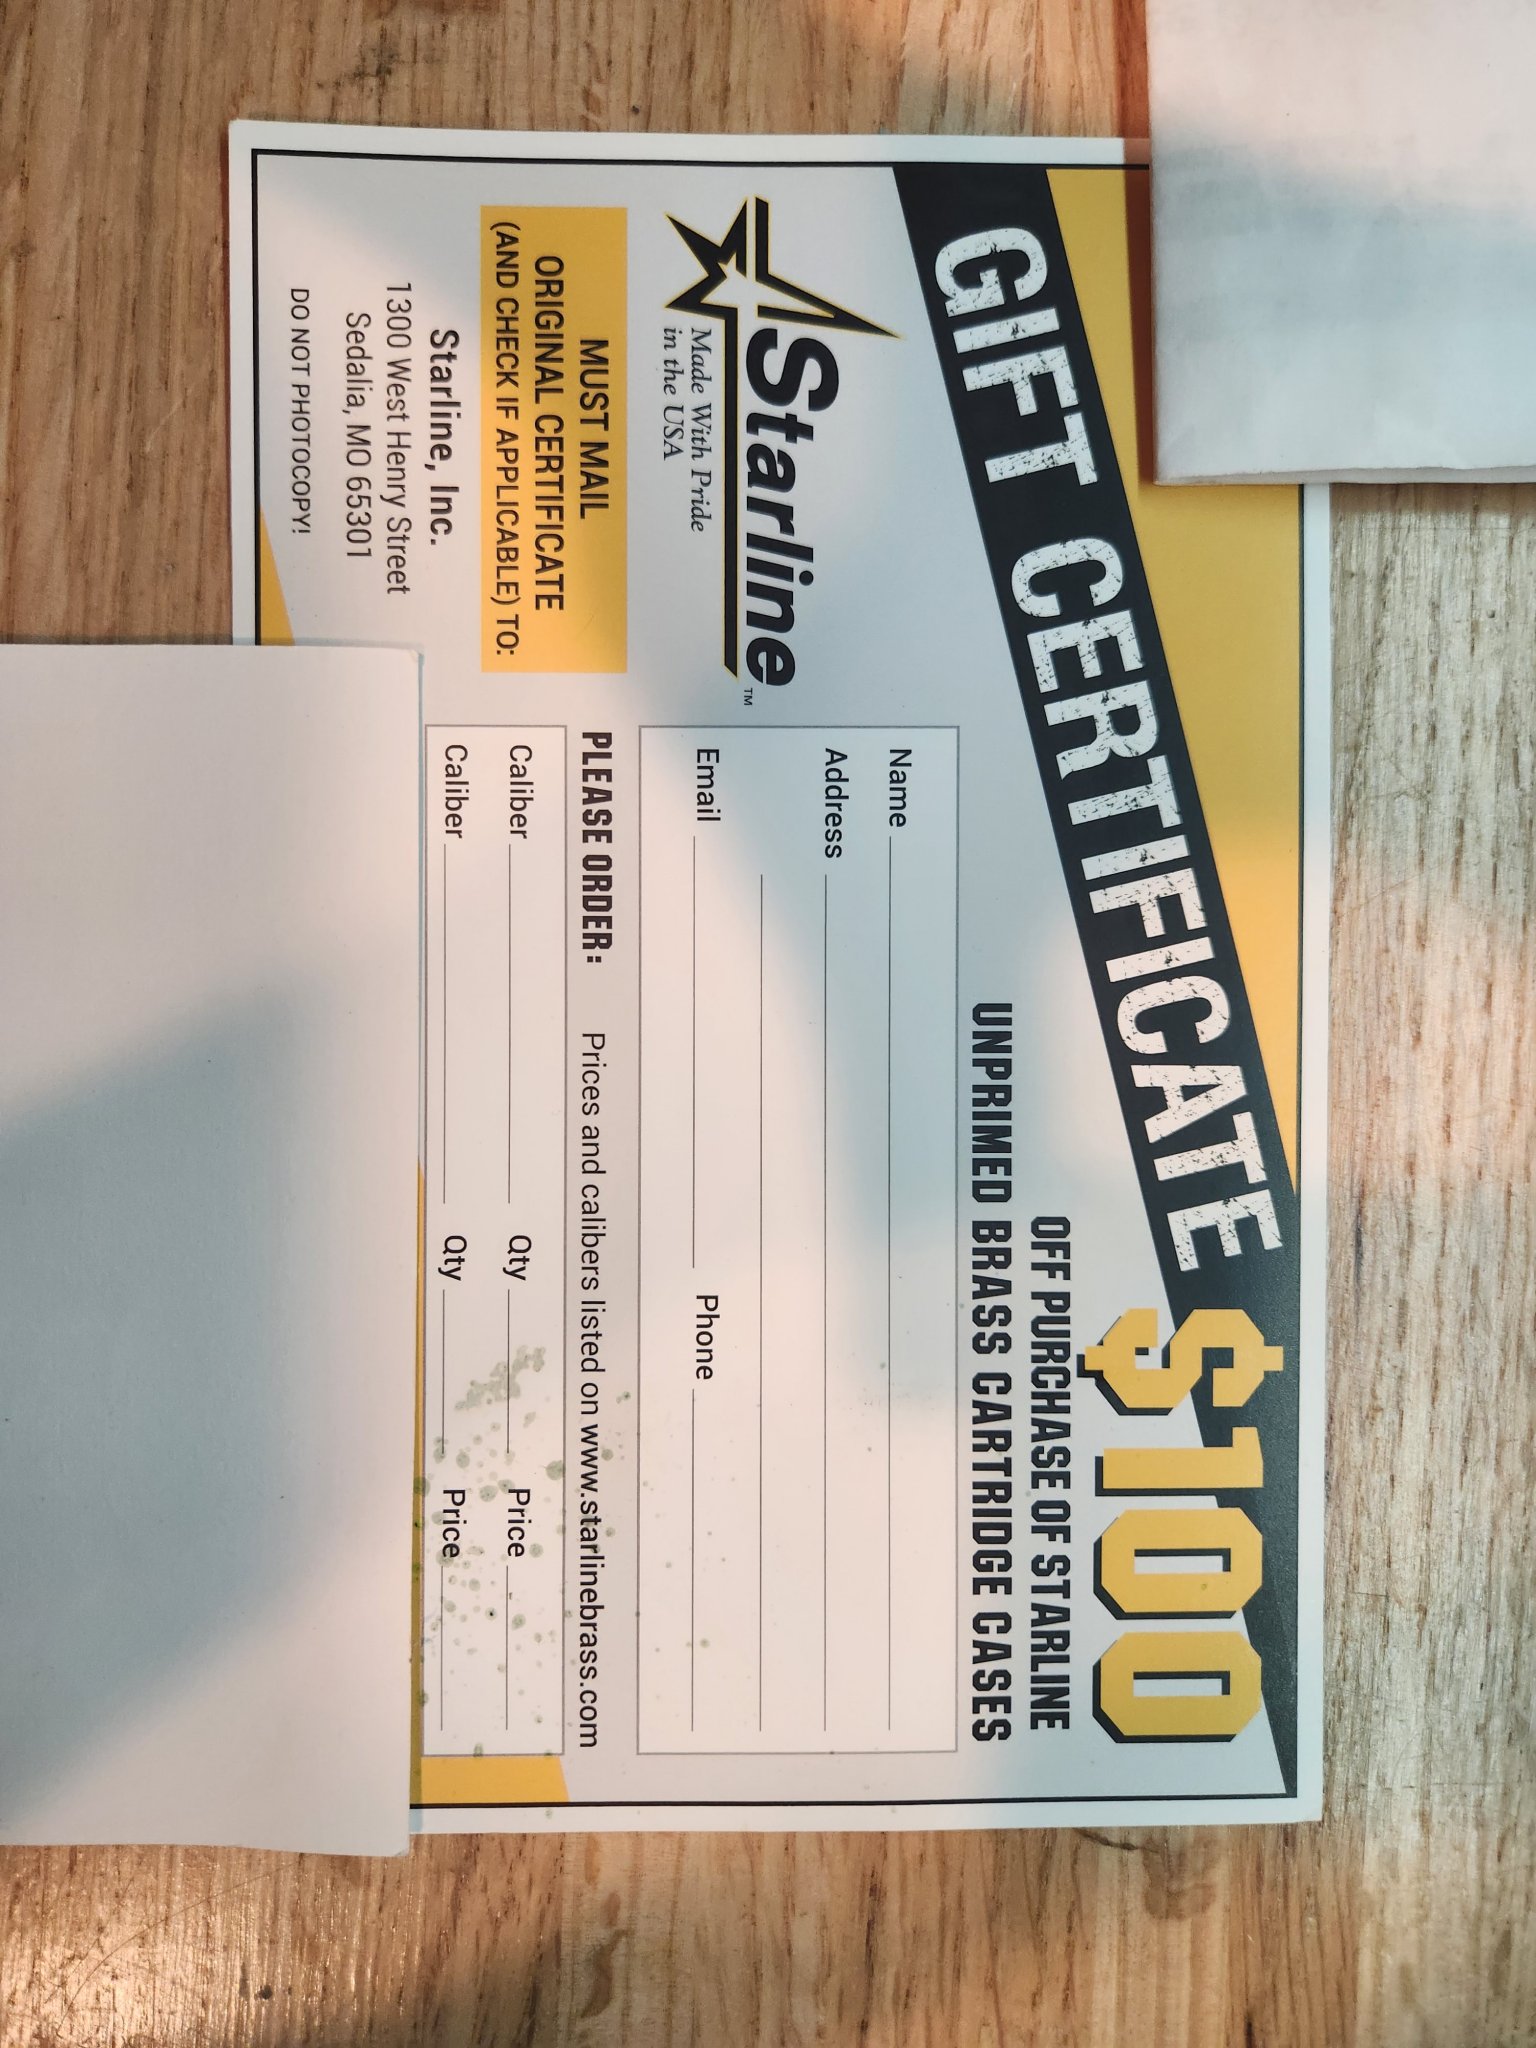 GIFT CERTIFICATE $100
OFF PURCHASE OF STARLINE
UNPRIMED BRASS CARTRIDGE CASES
Starline™
Made With Pride
in the USA
MUST MAIL
ORIGINAL CERTIFICATE
(AND CHECK IF APPLICABLE) TO:
Starline, Inc.
1300 West Henry Street
Sedalia, MO 65301
DO NOT PHOTOCOPY!
Name
Address
Email Phone
PLEASE ORDER: Prices and calibers listed on www.starlinebrass.com
Caliber Qty Price
Caliber Qty Price